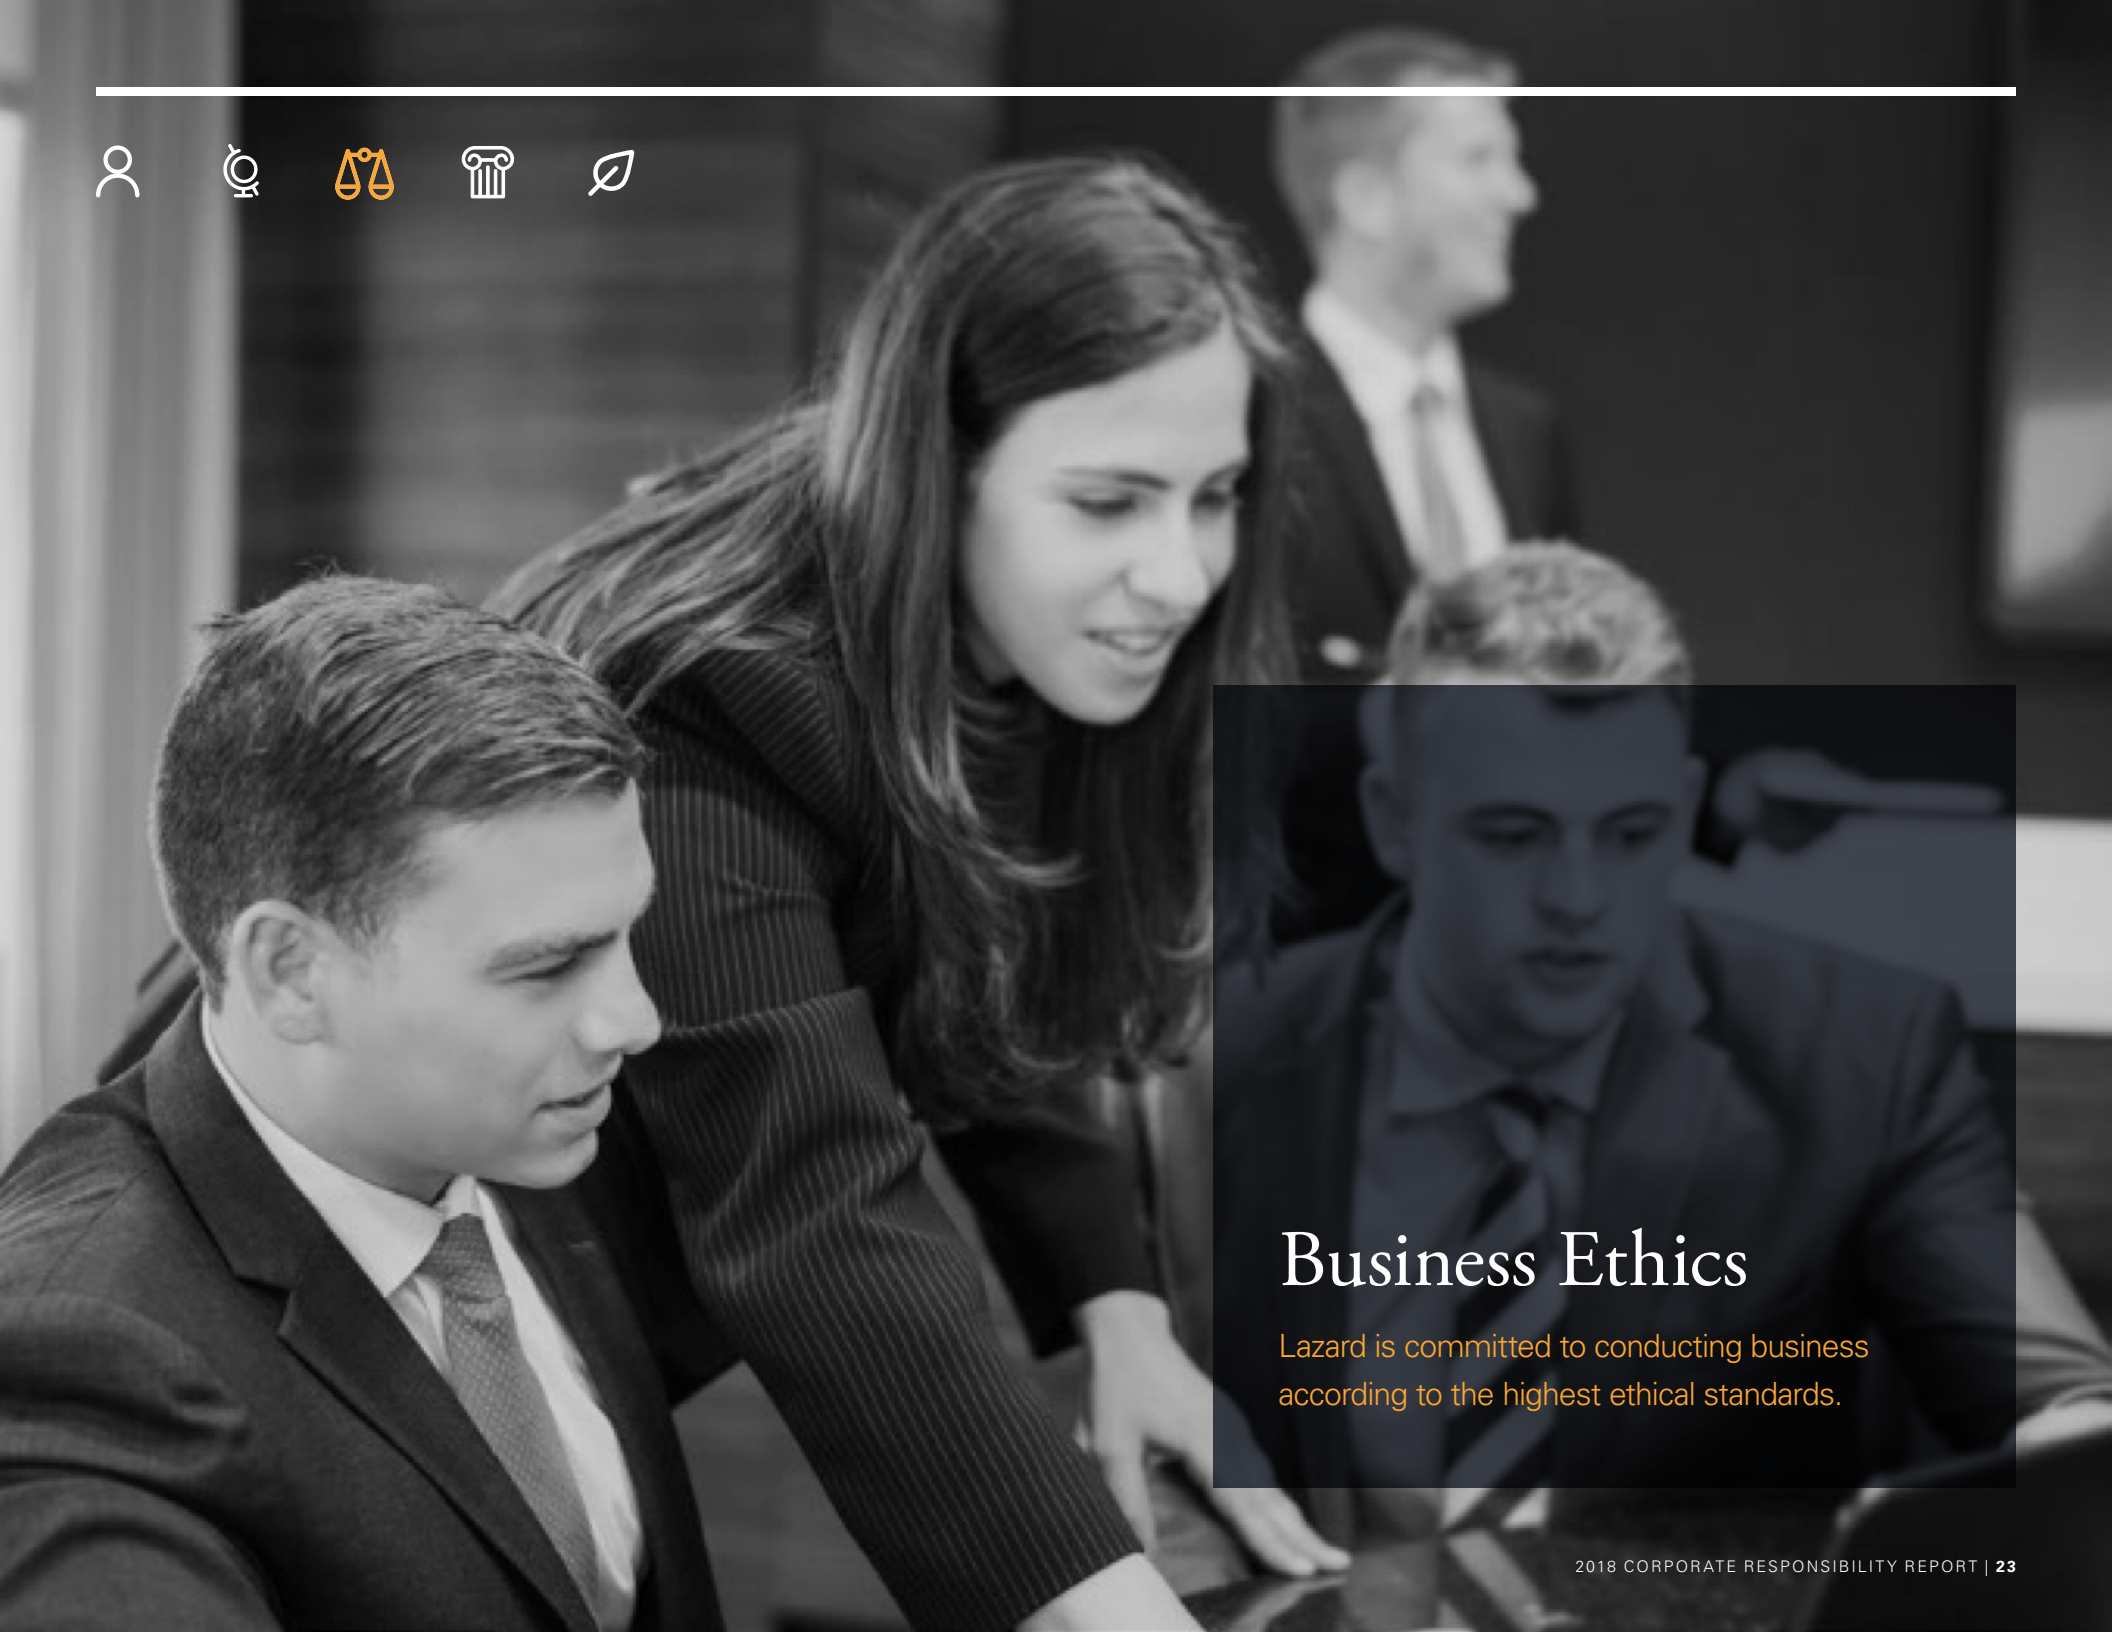 Business Ethics
Lazard is committed to conducting business
according to the highest ethical standards.
2018 CORPORATE RESPONSIBILITY REPORT | 23